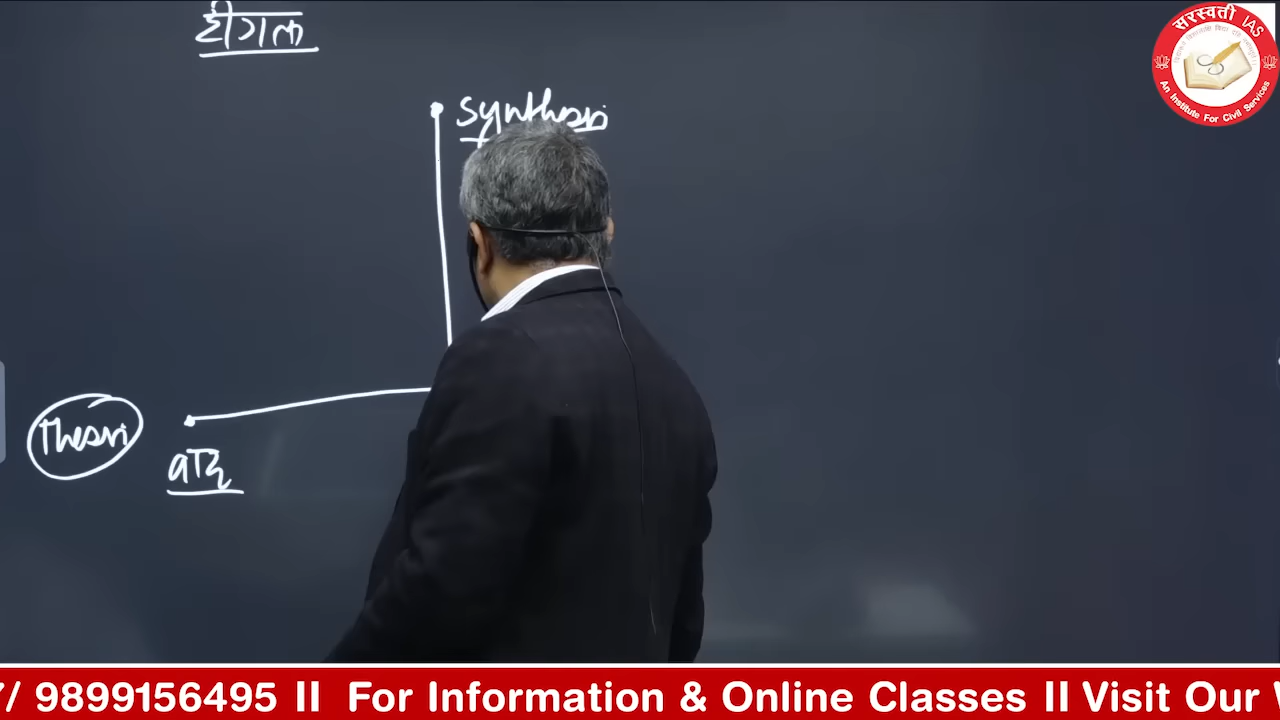 हीगल
synthesis
Thesis
वाद
सरस्वती IAS
An Institute For Civil Services
7/ 9899156495 II For Information & Online Classes II Visit Our